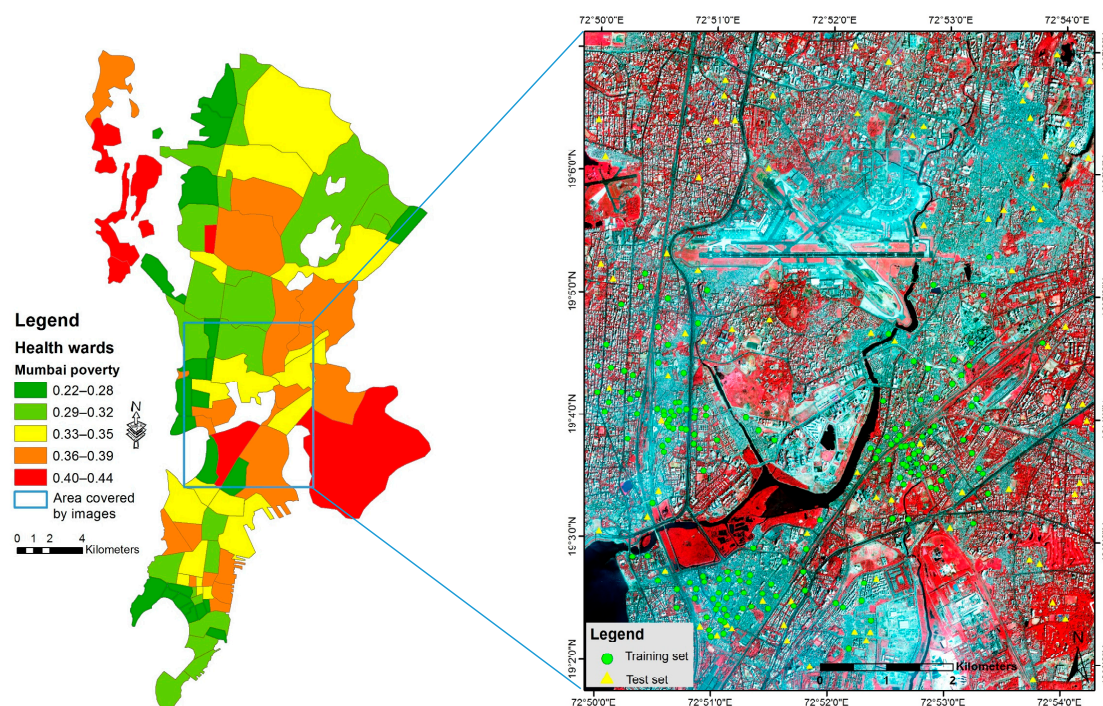 72°50'0"E 72°51'0"E 72°52'0"E 72°53'0"E 72°54'0"E
19°6'0"N
19°5'0"N
19°4'0"N
19°3'0"N
19°2'0"N
Legend
Health wards
Mumbai poverty
0.22–0.28
0.29–0.32
0.33–0.35
0.36–0.39
0.40–0.44
Area covered
by images
N
0 1 2 4
Kilometers
Legend
Training set
Test set
N
Kilometers
0 1 2
72°50'0"E 72°51'0"E 72°52'0"E 72°53'0"E 72°54'0"E